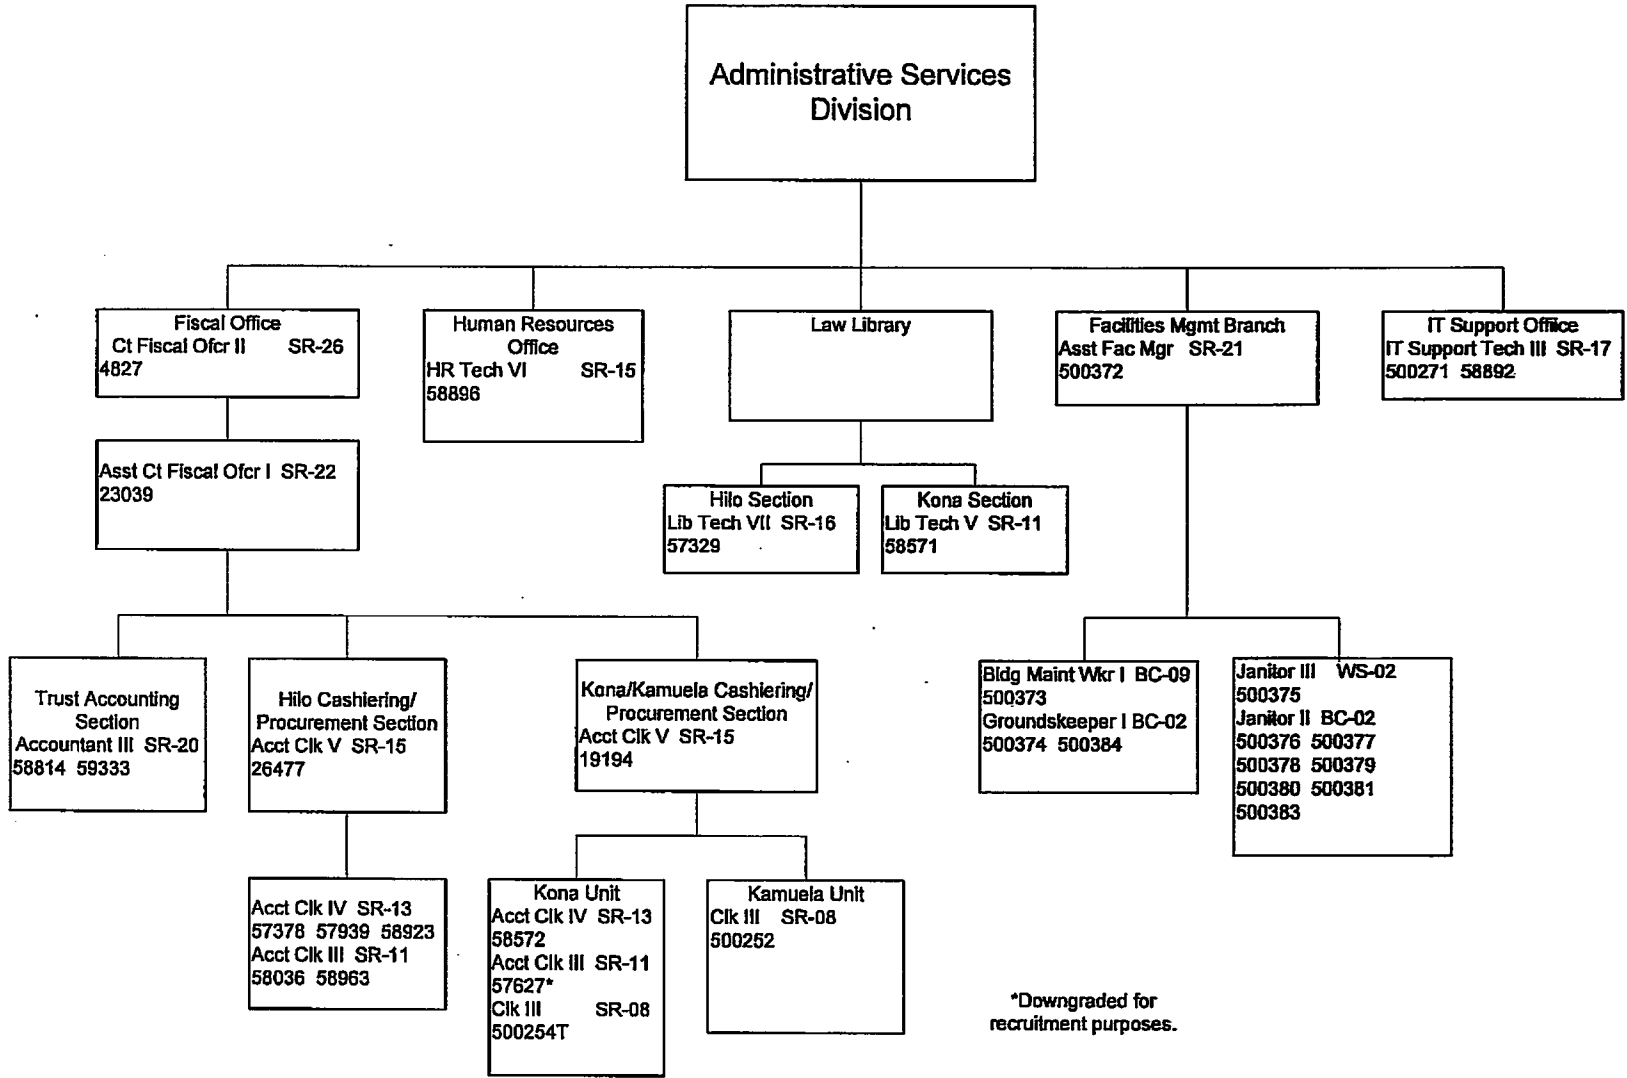 Administrative Services
Division
Fiscal Office
Ct Fiscal Ofcr II SR-26
4827
Human Resources
Office
HR Tech VI SR-15
58896
Law Library
Facilities Mgmt Branch
Asst Fac Mgr SR-21
500372
IT Support Office
IT Support Tech III SR-17
500271 58892
Asst Ct Fiscal Ofcr I SR-22
23039
Hilo Section
Lib Tech VII SR-16
57329
Kona Section
Lib Tech V SR-11
58571
Trust Accounting
Section
Accountant III SR-20
58814 59333
Hilo Cashiering/
Procurement Section
Acct Clk V SR-15
26477
Kona/Kamuela Cashiering/
Procurement Section
Acct Clk V SR-15
19194
Bldg Maint Wkr I BC-09
500373
Groundskeeper I BC-02
500374 500384
Janitor III WS-02
500375
Janitor II BC-02
500376 500377
500378 500379
500380 500381
500383
Acct Clk IV SR-13
57378 57939 58923
Acct Clk III SR-11
58036 58963
Kona Unit
Acct Clk IV SR-13
58572
Acct Clk III SR-11
57627*
Clk III SR-08
500254T
Kamuela Unit
Clk III SR-08
500252
*Downgraded for
recruitment purposes.